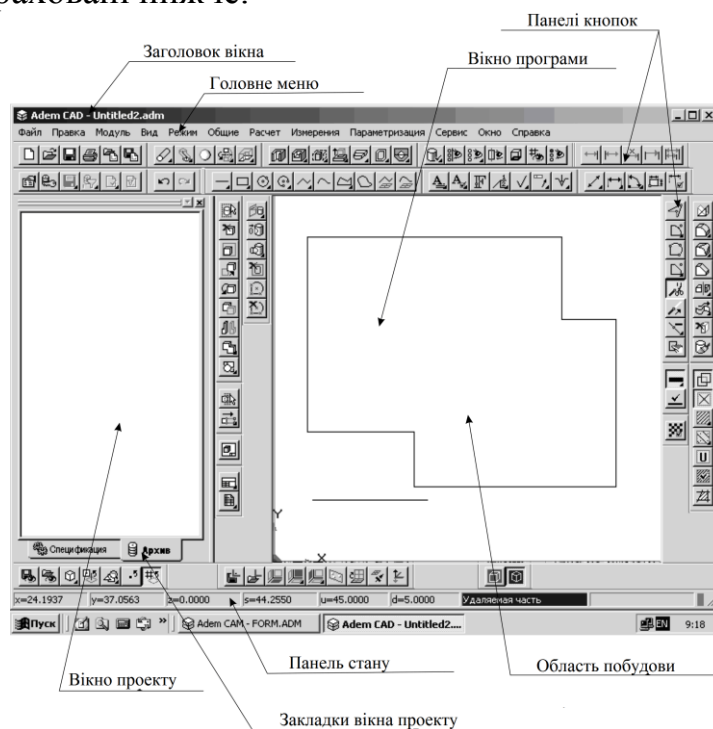 Панелі кнопок
Заголовок вікна
Вікно програми
Головне меню
Adem CAD - Untitled2.adm
Файл Правка Модуль Вид Режим Общие Расчет Измерения Параметризация Сервис Окно Справка
Y
X
Спецификация Архив
x=24.1937 y=37.0563 z=0.0000 s=44.2550 u=45.0000 d=5.0000 Удаляемая часть
Пуск Adem CAM - FORM.ADM Adem CAD - Untitled2.... EN 9:18
Панель стану
Область побудови
Вікно проекту
Закладки вікна проекту